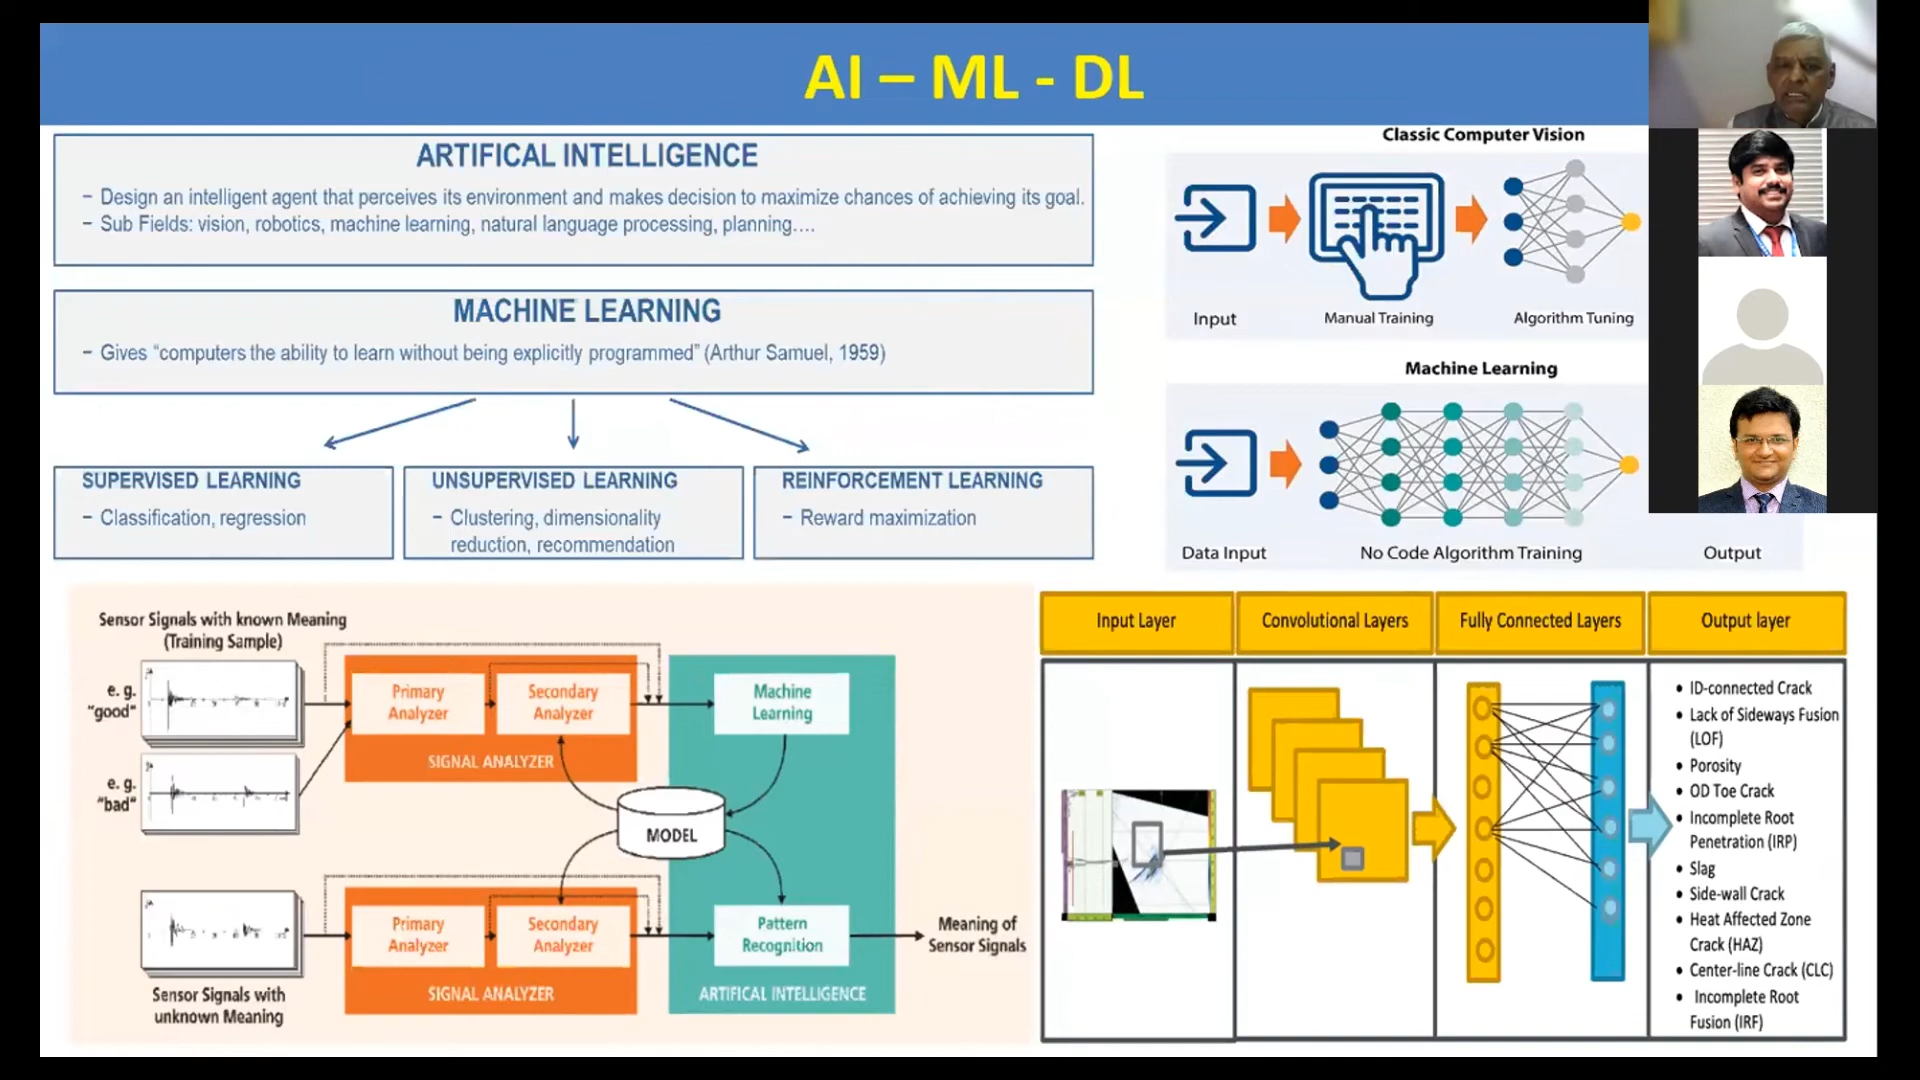 AI – ML - DL
ARTIFICAL INTELLIGENCE
– Design an intelligent agent that perceives its environment and makes decision to maximize chances of achieving its goal.
– Sub Fields: vision, robotics, machine learning, natural language processing, planning....
MACHINE LEARNING
– Gives “computers the ability to learn without being explicitly programmed” (Arthur Samuel, 1959)
SUPERVISED LEARNING
– Classification, regression
UNSUPERVISED LEARNING
– Clustering, dimensionality
reduction, recommendation
REINFORCEMENT LEARNING
– Reward maximization
Classic Computer Vision
Input
Manual Training
Algorithm Tuning
Machine Learning
Data Input
No Code Algorithm Training
Output
Sensor Signals with known Meaning
(Training Sample)
e. g.
"good"
e. g.
"bad"
Primary
Analyzer
Secondary
Analyzer
SIGNAL ANALYZER
Machine
Learning
MODEL
Primary
Analyzer
Secondary
Analyzer
SIGNAL ANALYZER
Pattern
Recognition
ARTIFICAL INTELLIGENCE
Meaning of
Sensor Signals
Sensor Signals with
unknown Meaning
Input Layer
Convolutional Layers
Fully Connected Layers
Output layer
• ID-connected Crack
• Lack of Sideways Fusion
(LOF)
• Porosity
• OD Toe Crack
• Incomplete Root
Penetration (IRP)
• Slag
• Side-wall Crack
• Heat Affected Zone
Crack (HAZ)
• Center-line Crack (CLC)
• Incomplete Root
Fusion (IRF)